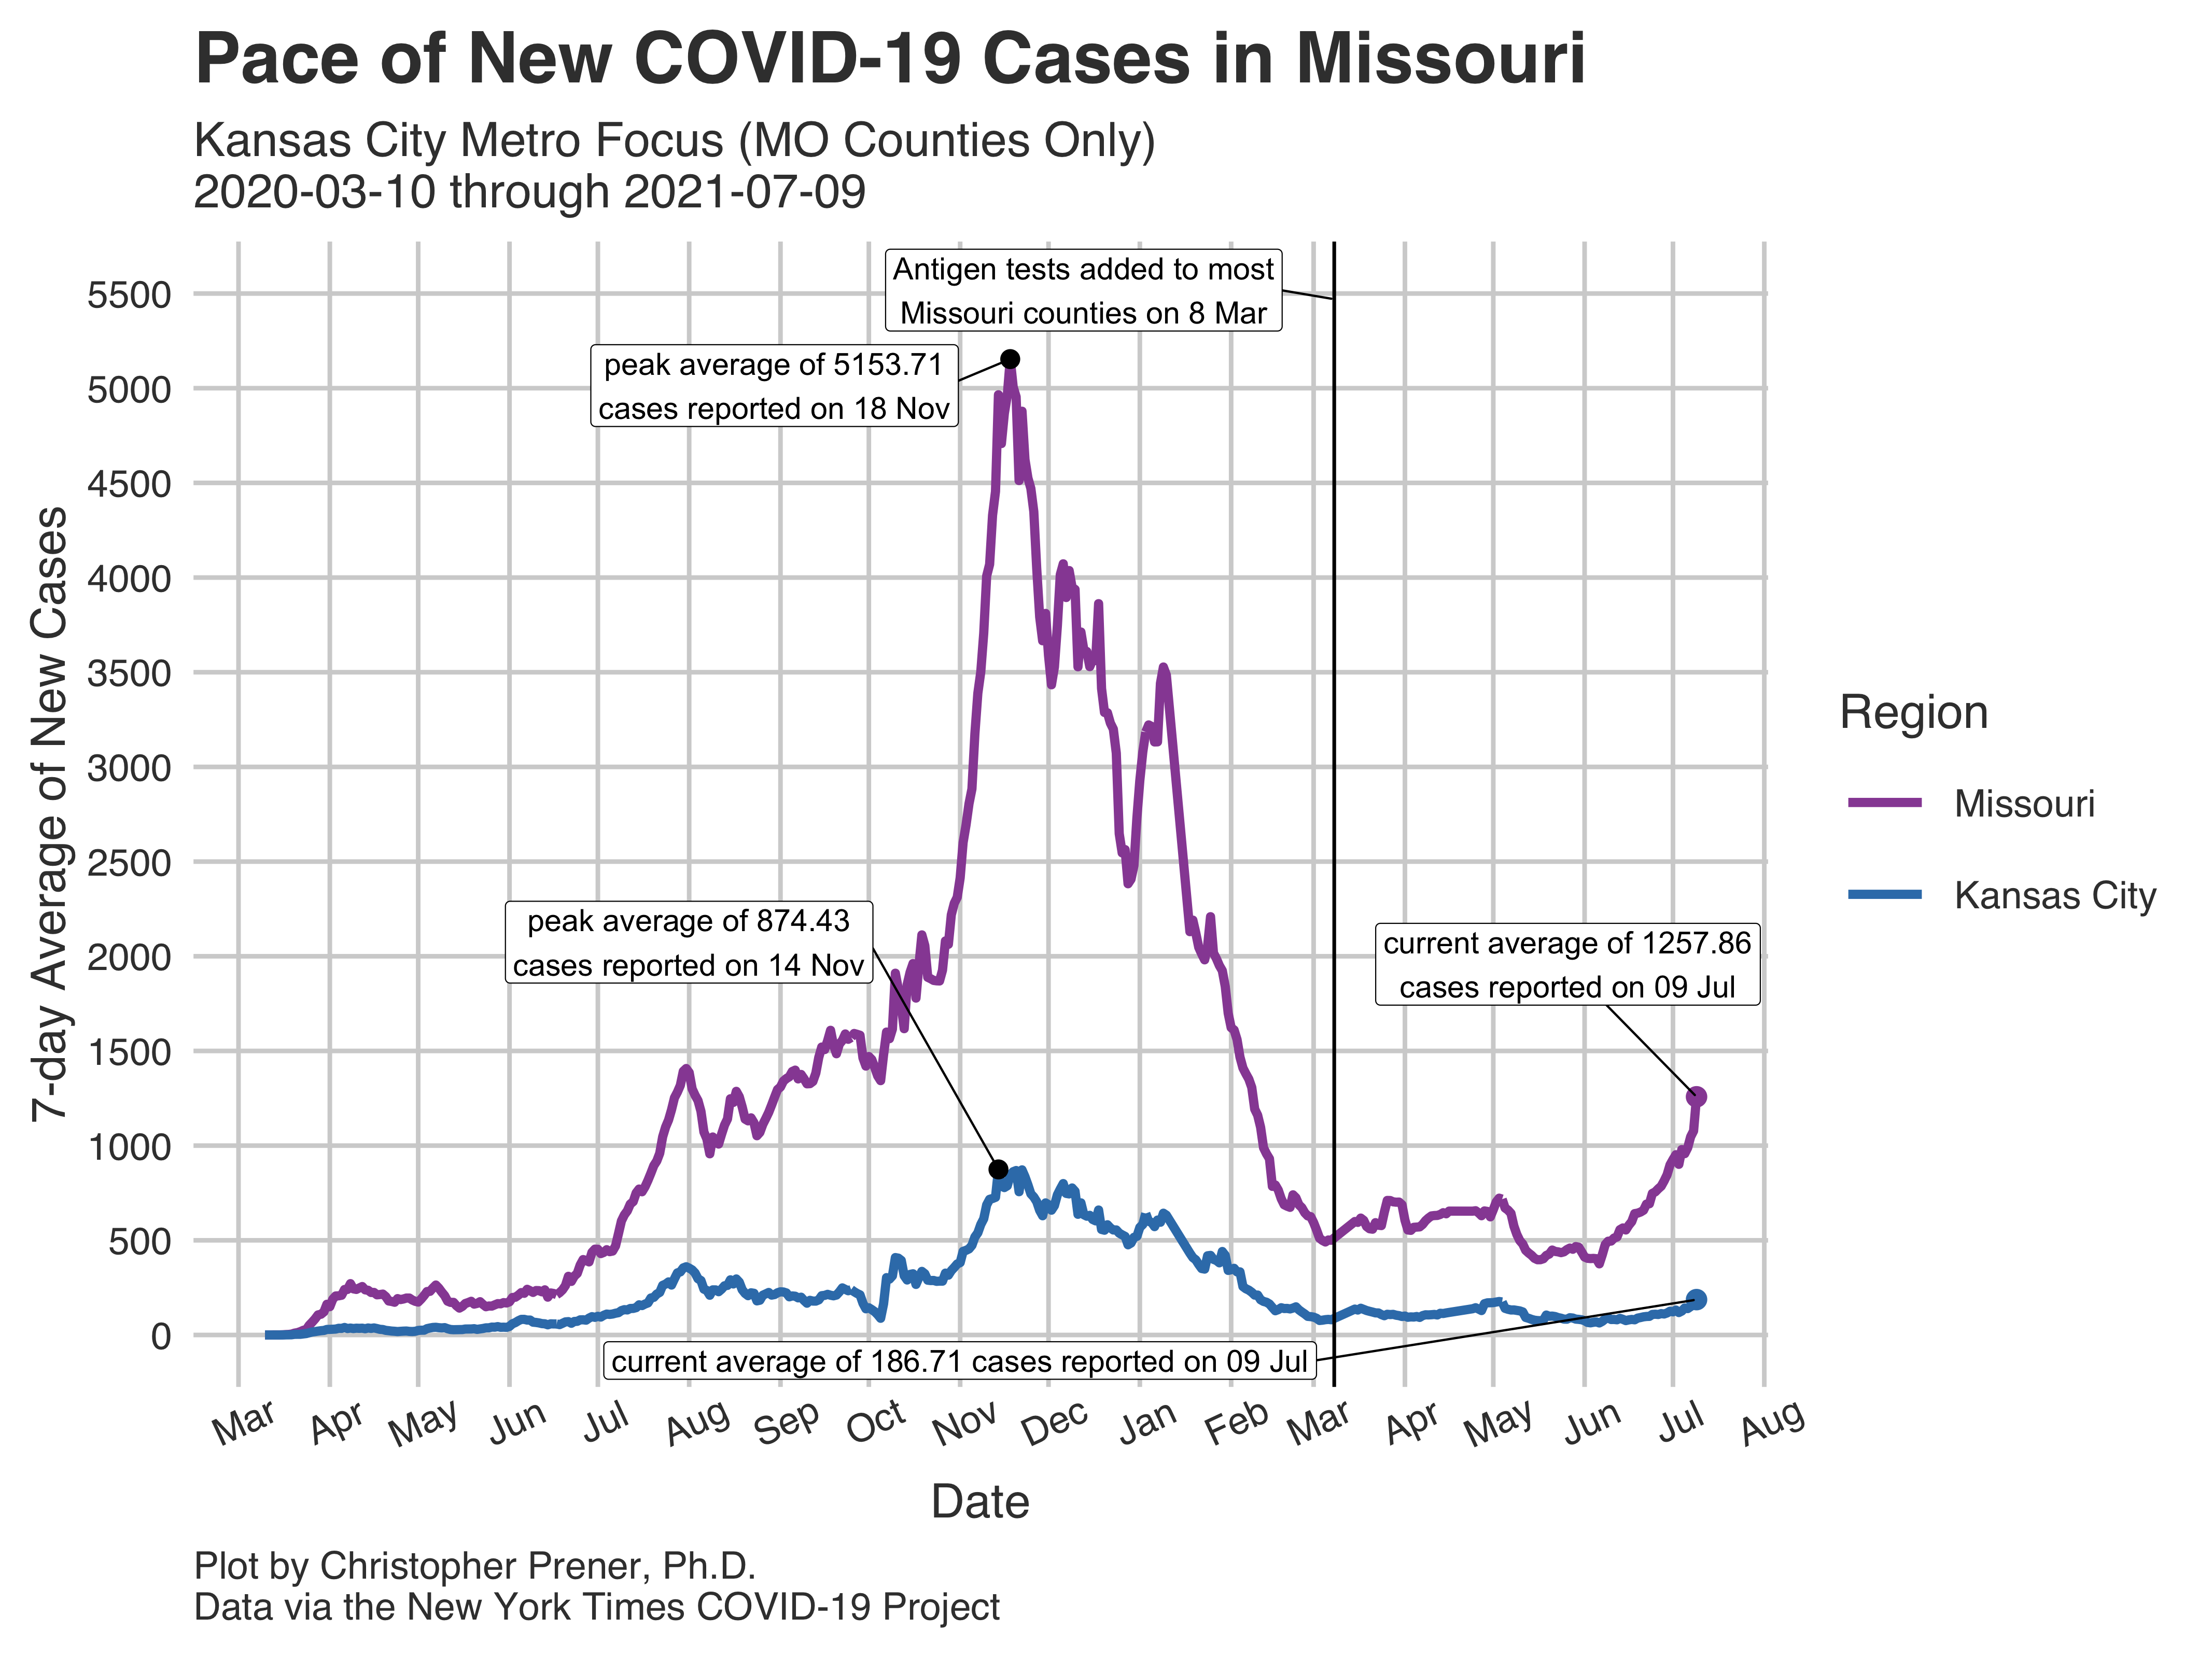 Pace of New COVID-19 Cases in Missouri
Kansas City Metro Focus (MO Counties Only)
2020-03-10 through 2021-07-09
Antigen tests added to most
Missouri counties on 8 Mar
peak average of 5153.71
cases reported on 18 Nov
peak average of 874.43
cases reported on 14 Nov
current average of 1257.86
cases reported on 09 Jul
current average of 186.71 cases reported on 09 Jul
7-day Average of New Cases
5500
5000
4500
4000
3500
3000
2500
2000
1500
1000
500
0
Mar Apr May Jun Jul Aug Sep Oct Nov Dec Jan Feb Mar Apr May Jun Jul Aug
Date
Region
Missouri
Kansas City
Plot by Christopher Prener, Ph.D.
Data via the New York Times COVID-19 Project